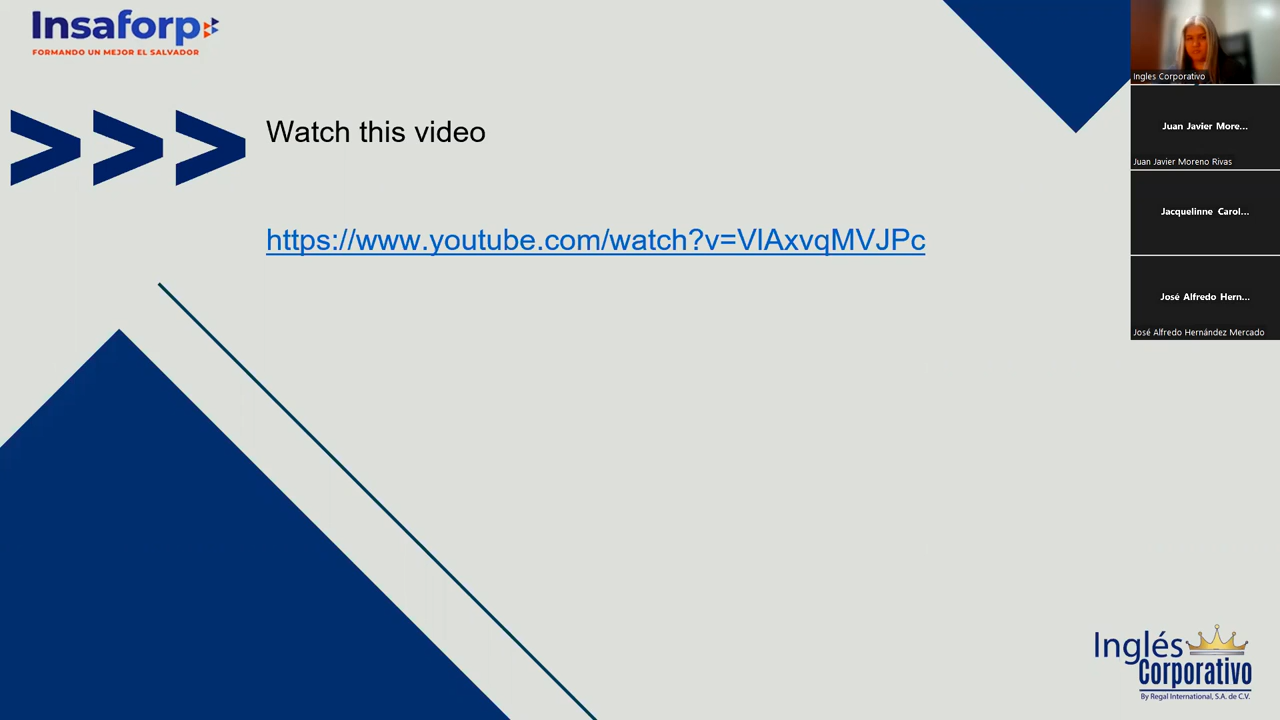 Insaforp
FORMANDO UN MEJOR EL SALVADOR
>>>
Watch this video
https://www.youtube.com/watch?v=VlAxvqMVJPc
Ingles Corporativo
Juan Javier More...
Juan Javier Moreno Rivas
Jacquelinne Carol...
José Alfredo Hern...
José Alfredo Hernández Mercado
Inglés
Corporativo
By Regal International, S.A. de C.V.